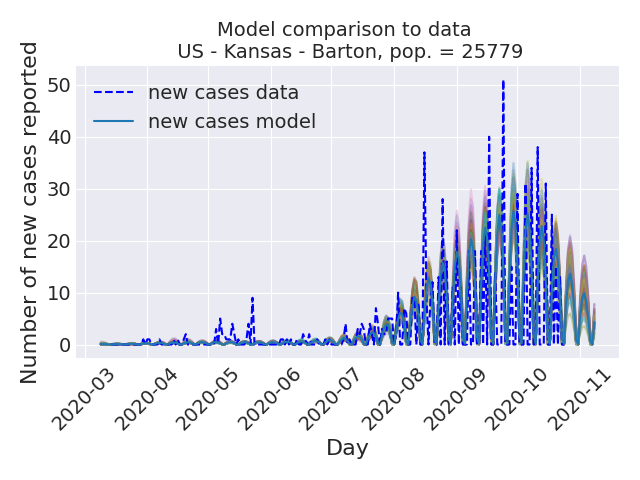 Model comparison to data
US - Kansas - Barton, pop. = 25779
Number of new cases reported
50
40
30
20
10
0
new cases data
new cases model
2020-03
2020-04
2020-05
2020-06
2020-07
2020-08
2020-09
2020-10
2020-11
Day